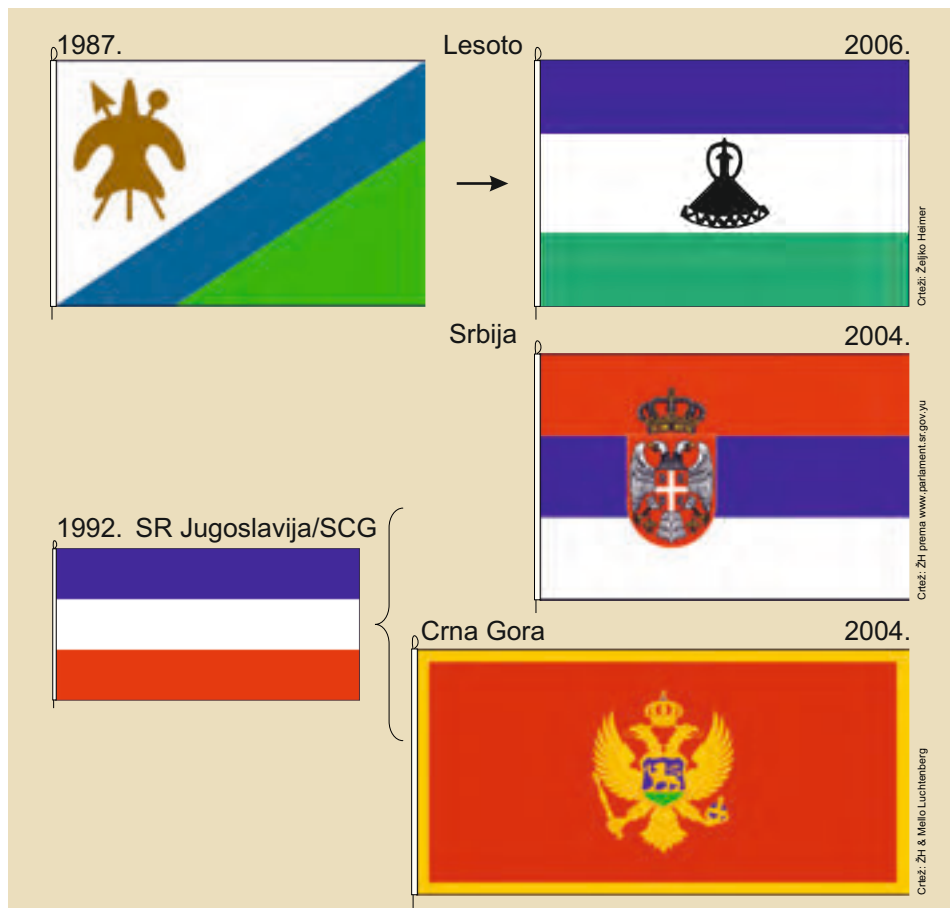 1987.
Lesoto
2006.
Crteži: Željko Heimer
Srbija
2004.
Crtež: ŽH prema www.parlament.sr.gov.yu
1992. SR Jugoslavija/SCG
Crna Gora
2004.
Crtež: ŽH & Mello Luchtenberg